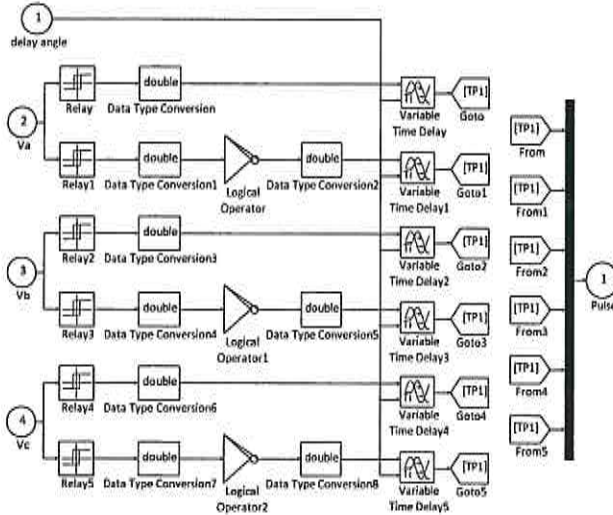 1
delay angle
Relay
double
Data Type Conversion
Variable
Time Delay
[TP1]
Goto
2
Va
Relay1
double
Data Type Conversion1
Logical
Operator
double
Data Type Conversion2
Variable
Time Delay1
[TP1]
Goto1
Relay2
double
Data Type Conversion3
Variable
Time Delay2
[TP1]
Goto2
3
Vb
Relay3
double
Data Type Conversion4
Logical
Operator1
double
Data Type Conversion5
Variable
Time Delay3
[TP1]
Goto3
Relay4
double
Data Type Conversion6
Variable
Time Delay4
[TP1]
Goto4
4
Vc
Relay5
double
Data Type Conversion7
Logical
Operator2
double
Data Type Conversion8
Variable
Time Delay5
[TP1]
Goto5
[TP1]
From
[TP1]
From1
[TP1]
From2
[TP1]
From3
[TP1]
From4
[TP1]
From5
1
Pulse